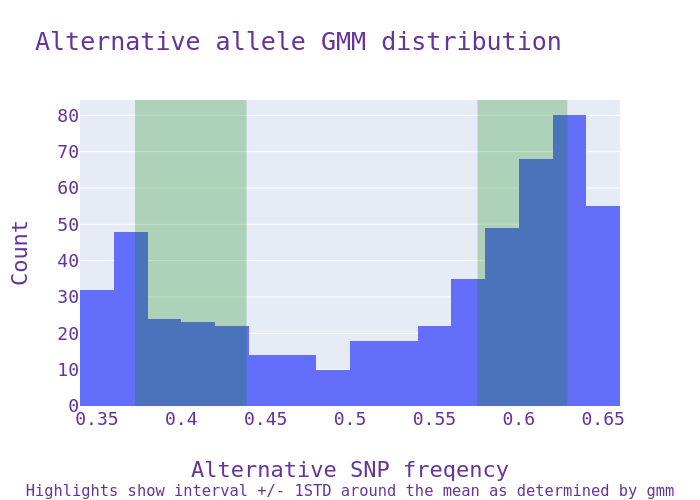 Alternative allele GMM distribution
Count
80
70
60
50
40
30
20
10
0
0.35 0.4 0.45 0.5 0.55 0.6 0.65
Alternative SNP freqency
Highlights show interval +/- 1STD around the mean as determined by gmm